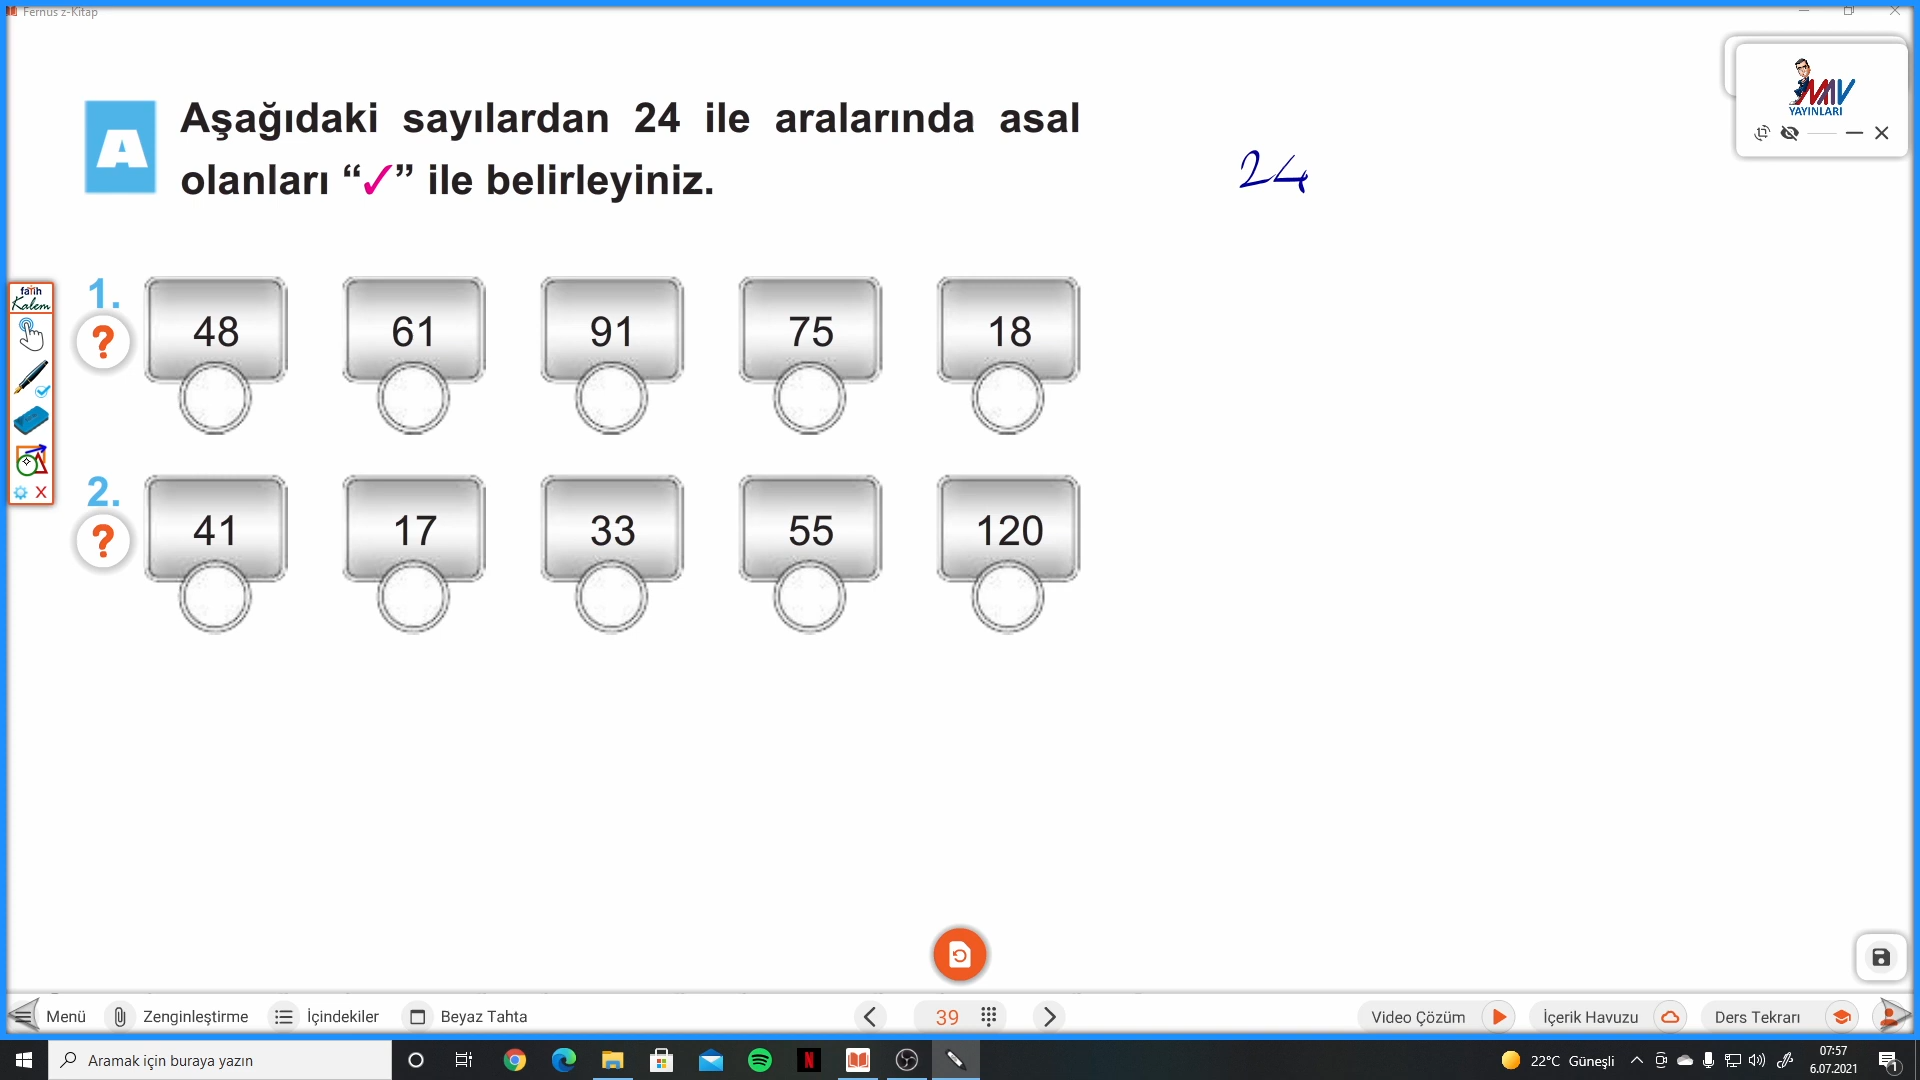 Fernus z-Kitap
MMV
YAYINLARI
A
Aşağıdaki sayılardan 24 ile aralarında asal
olanları “✓” ile belirleyiniz.
24
fatih
Kalem
1.
?
48 61 91 75 18
2.
?
41 17 33 55 120
Menü Zenginleştirme İçindekiler Beyaz Tahta 39 Video Çözüm İçerik Havuzu Ders Tekrarı
Aramak için buraya yazın
22°C Güneşli
07:57
6.07.2021
1